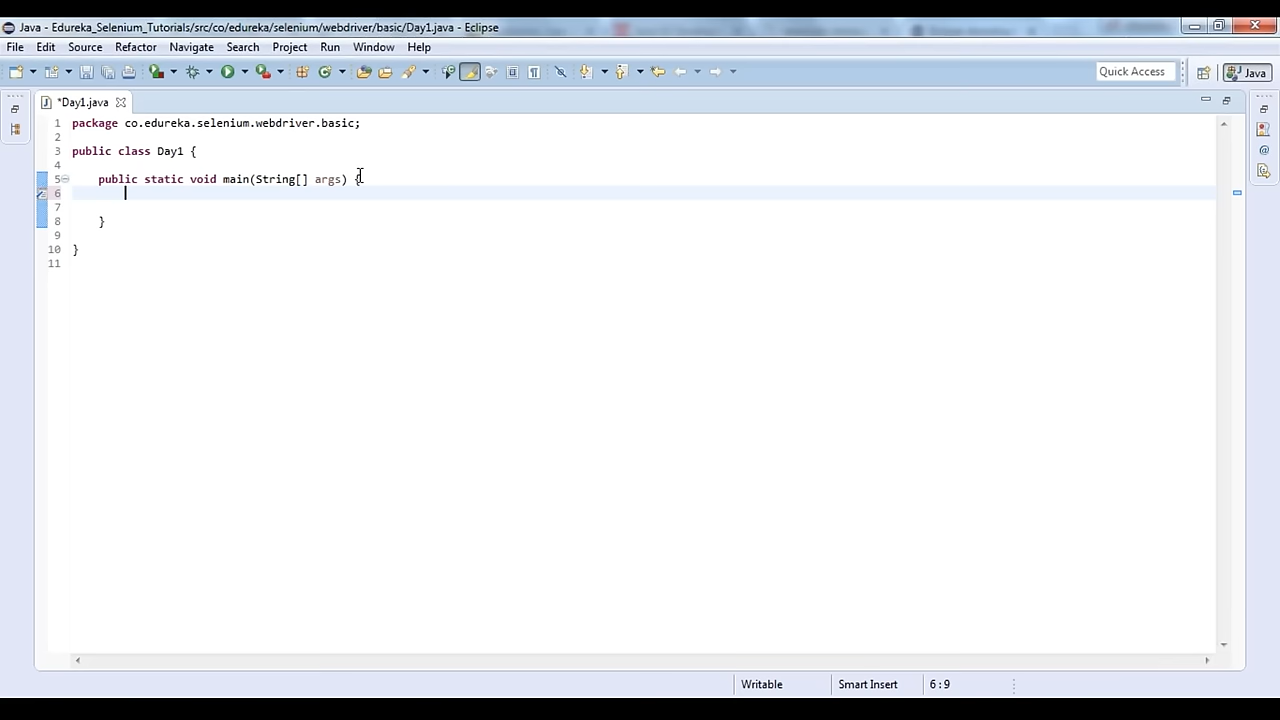 Java - Edureka_Selenium_Tutorials/src/co/edureka/selenium/webdriver/basic/Day1.java - Eclipse
File Edit Source Refactor Navigate Search Project Run Window Help
Quick Access
Java
*Day1.java
1 package co.edureka.selenium.webdriver.basic;
2
3 public class Day1 {
4
5 public static void main(String[] args) {
6
7
8 }
9
10 }
11
Writable Smart Insert 6 : 9